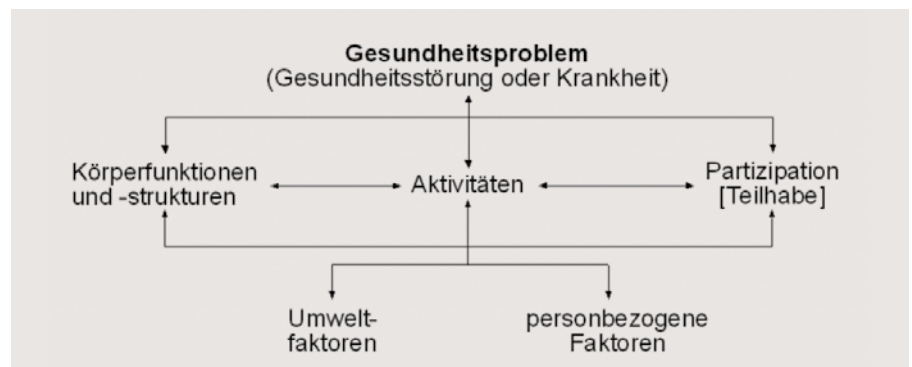 Gesundheitsproblem
(Gesundheitsstörung oder Krankheit)
Körperfunktionen
und -strukturen
Aktivitäten
Partizipation
[Teilhabe]
Umwelt-
faktoren
personbezogene
Faktoren